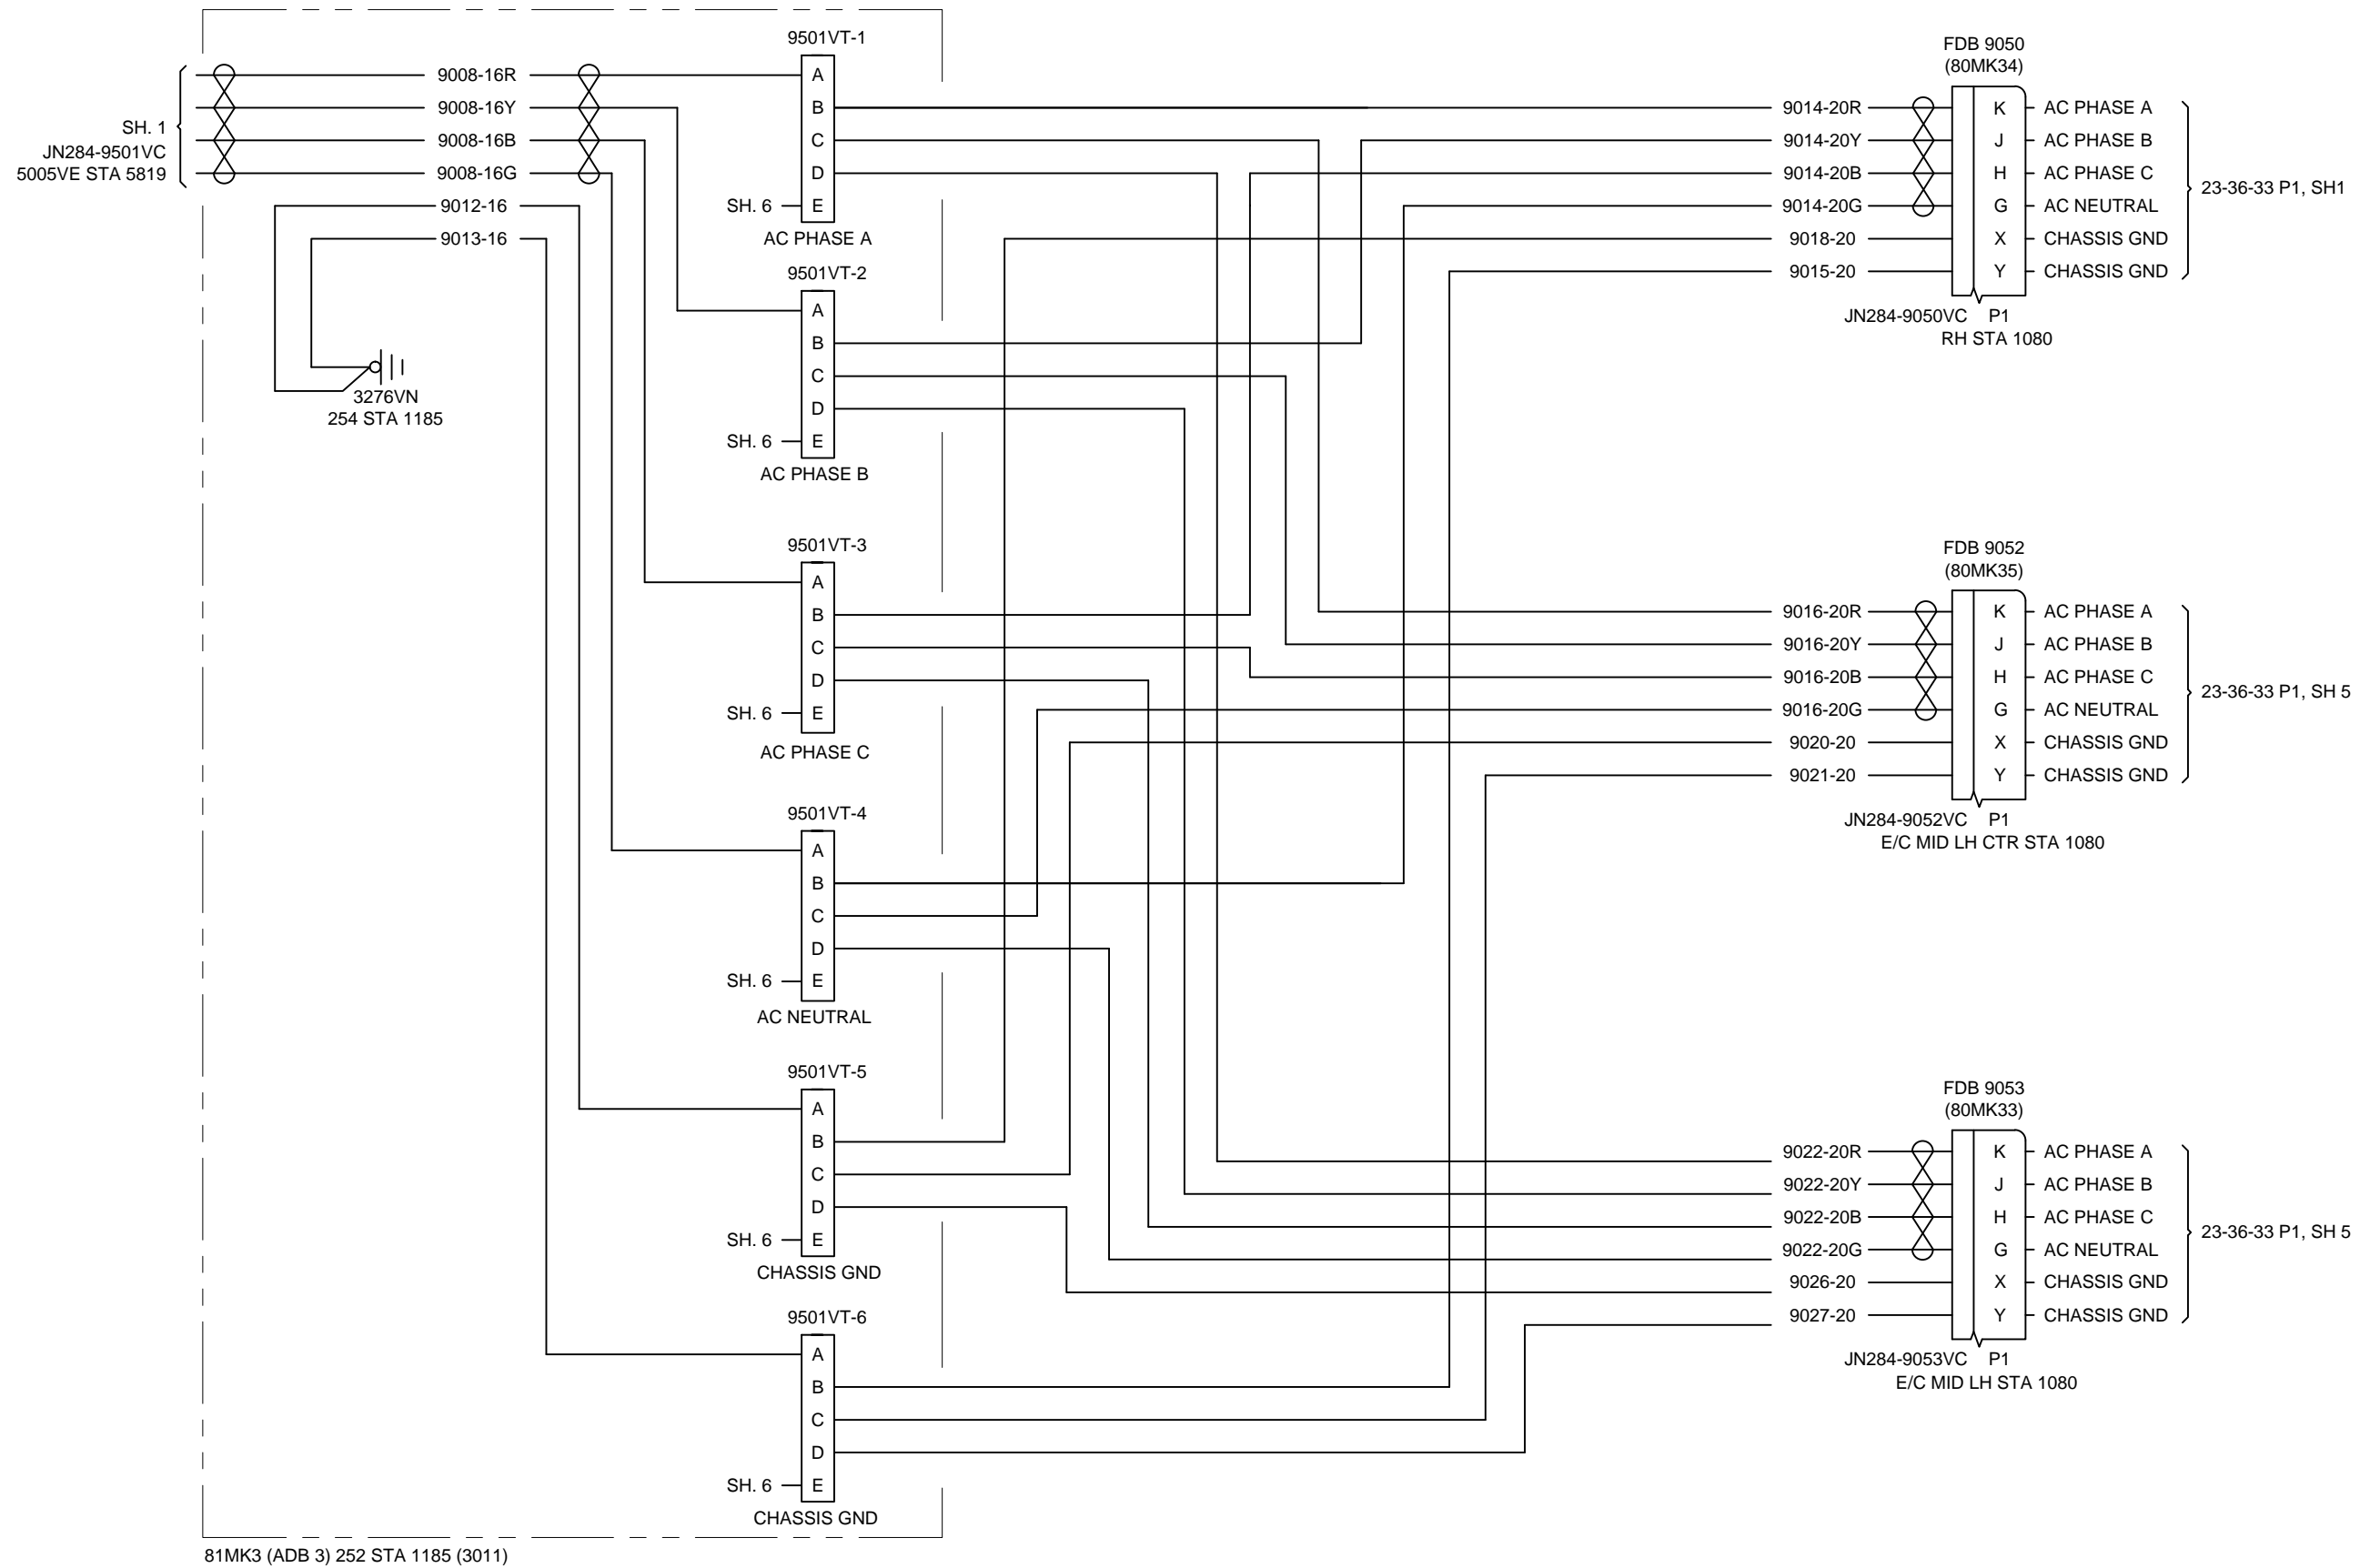 SH. 1
JN284-9501VC
5005VE STA 5819
9008-16R
9008-16Y
9008-16B
9008-16G
9012-16
9013-16
3276VN
254 STA 1185
9501VT-1
A
B
C
D
SH. 6 E
AC PHASE A
9501VT-2
A
B
C
D
SH. 6 E
AC PHASE B
9501VT-3
A
B
C
D
SH. 6 E
AC PHASE C
9501VT-4
A
B
C
D
SH. 6 E
AC NEUTRAL
9501VT-5
A
B
C
D
SH. 6 E
CHASSIS GND
9501VT-6
A
B
C
D
SH. 6 E
CHASSIS GND
81MK3 (ADB 3) 252 STA 1185 (3011)
FDB 9050
(80MK34)
9014-20R K AC PHASE A
9014-20Y J AC PHASE B
9014-20B H AC PHASE C
9014-20G G AC NEUTRAL
9018-20 X CHASSIS GND
9015-20 Y CHASSIS GND
23-36-33 P1, SH1
JN284-9050VC P1
RH STA 1080
FDB 9052
(80MK35)
9016-20R K AC PHASE A
9016-20Y J AC PHASE B
9016-20B H AC PHASE C
9016-20G G AC NEUTRAL
9020-20 X CHASSIS GND
9021-20 Y CHASSIS GND
23-36-33 P1, SH 5
JN284-9052VC P1
E/C MID LH CTR STA 1080
FDB 9053
(80MK33)
9022-20R K AC PHASE A
9022-20Y J AC PHASE B
9022-20B H AC PHASE C
9022-20G G AC NEUTRAL
9026-20 X CHASSIS GND
9027-20 Y CHASSIS GND
23-36-33 P1, SH 5
JN284-9053VC P1
E/C MID LH STA 1080